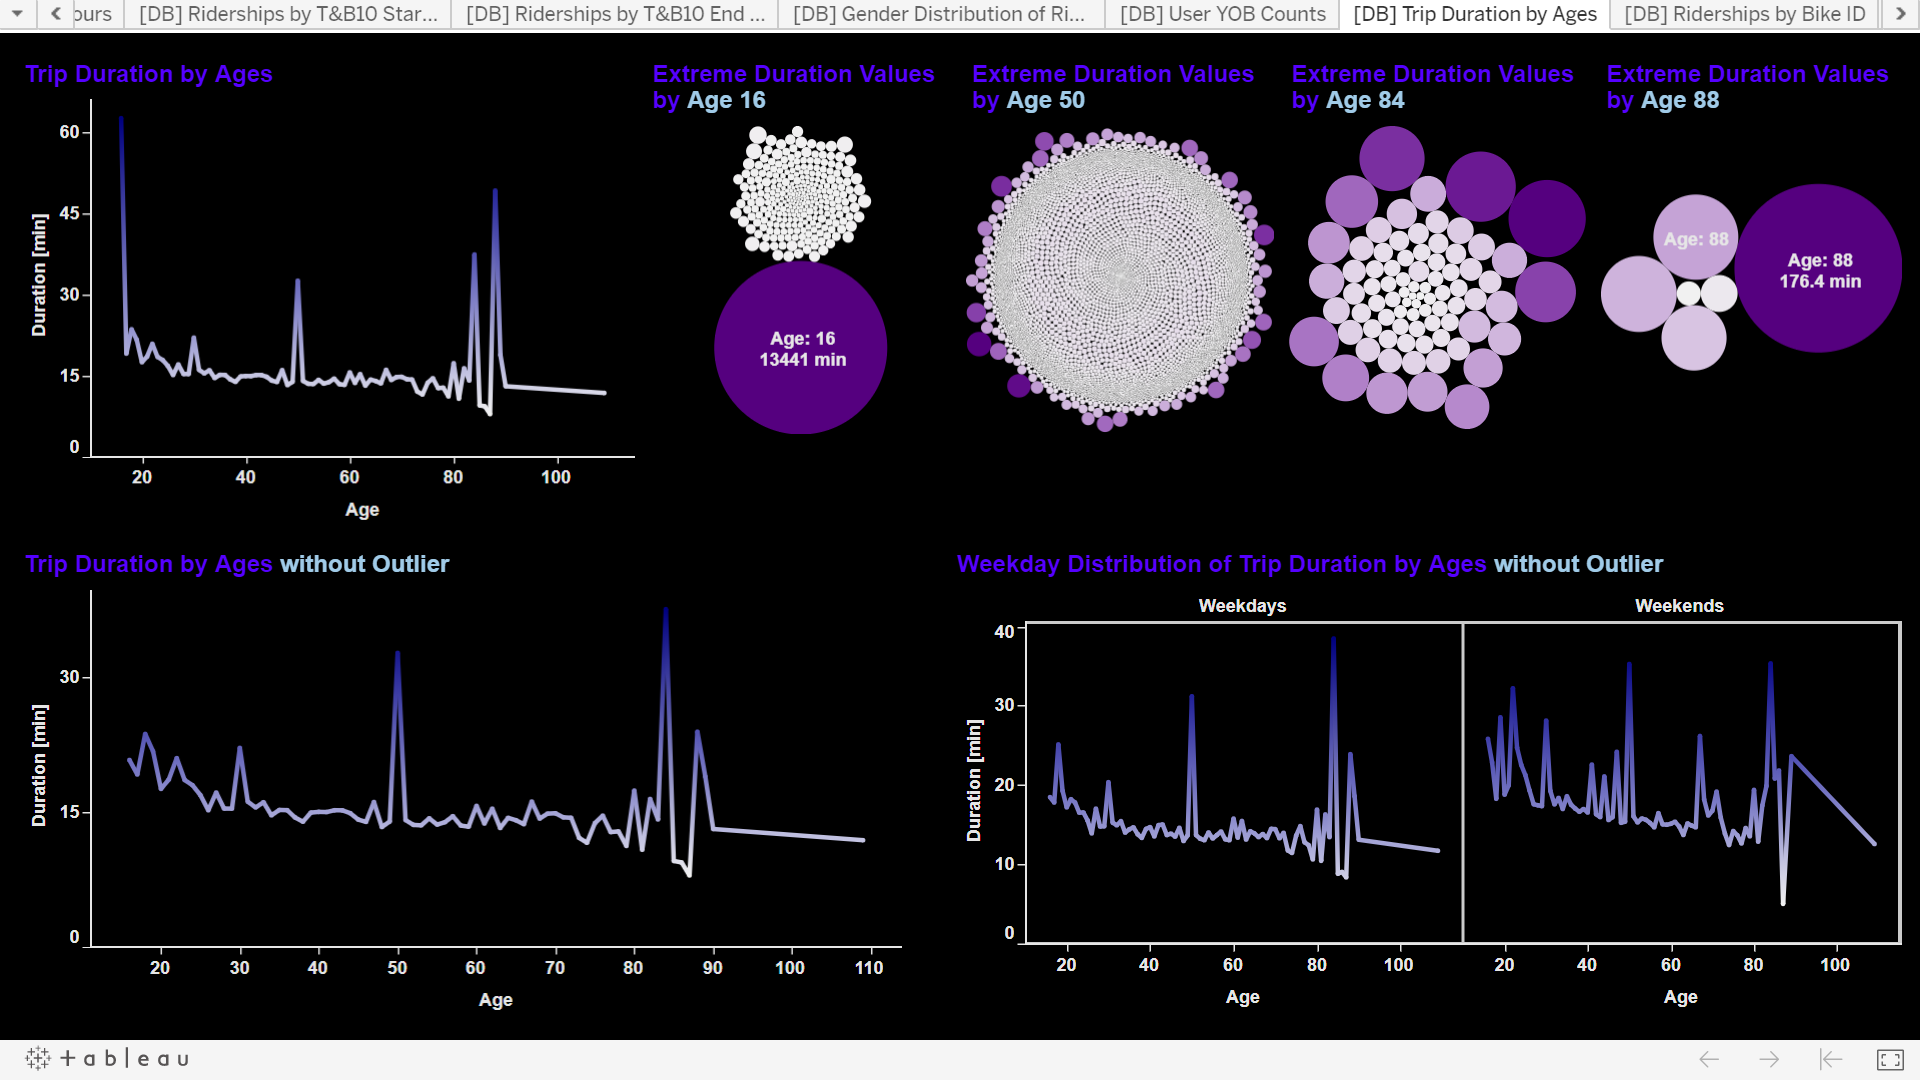 ours
[DB] Riderships by T&B10 Star...
[DB] Riderships by T&B10 End ...
[DB] Gender Distribution of Ri...
[DB] User YOB Counts
[DB] Trip Duration by Ages
[DB] Riderships by Bike ID
Trip Duration by Ages
60
45
30
15
0
Duration [min]
20 40 60 80 100
Age
Extreme Duration Values
by Age 16
Age: 16
13441 min
Extreme Duration Values
by Age 50
Extreme Duration Values
by Age 84
Extreme Duration Values
by Age 88
Age: 88
Age: 88
176.4 min
Trip Duration by Ages without Outlier
30
15
0
Duration [min]
20 30 40 50 60 70 80 90 100 110
Age
Weekday Distribution of Trip Duration by Ages without Outlier
Weekdays
Weekends
40
30
20
10
0
Duration [min]
20 40 60 80 100
20 40 60 80 100
Age
Age
+ableau